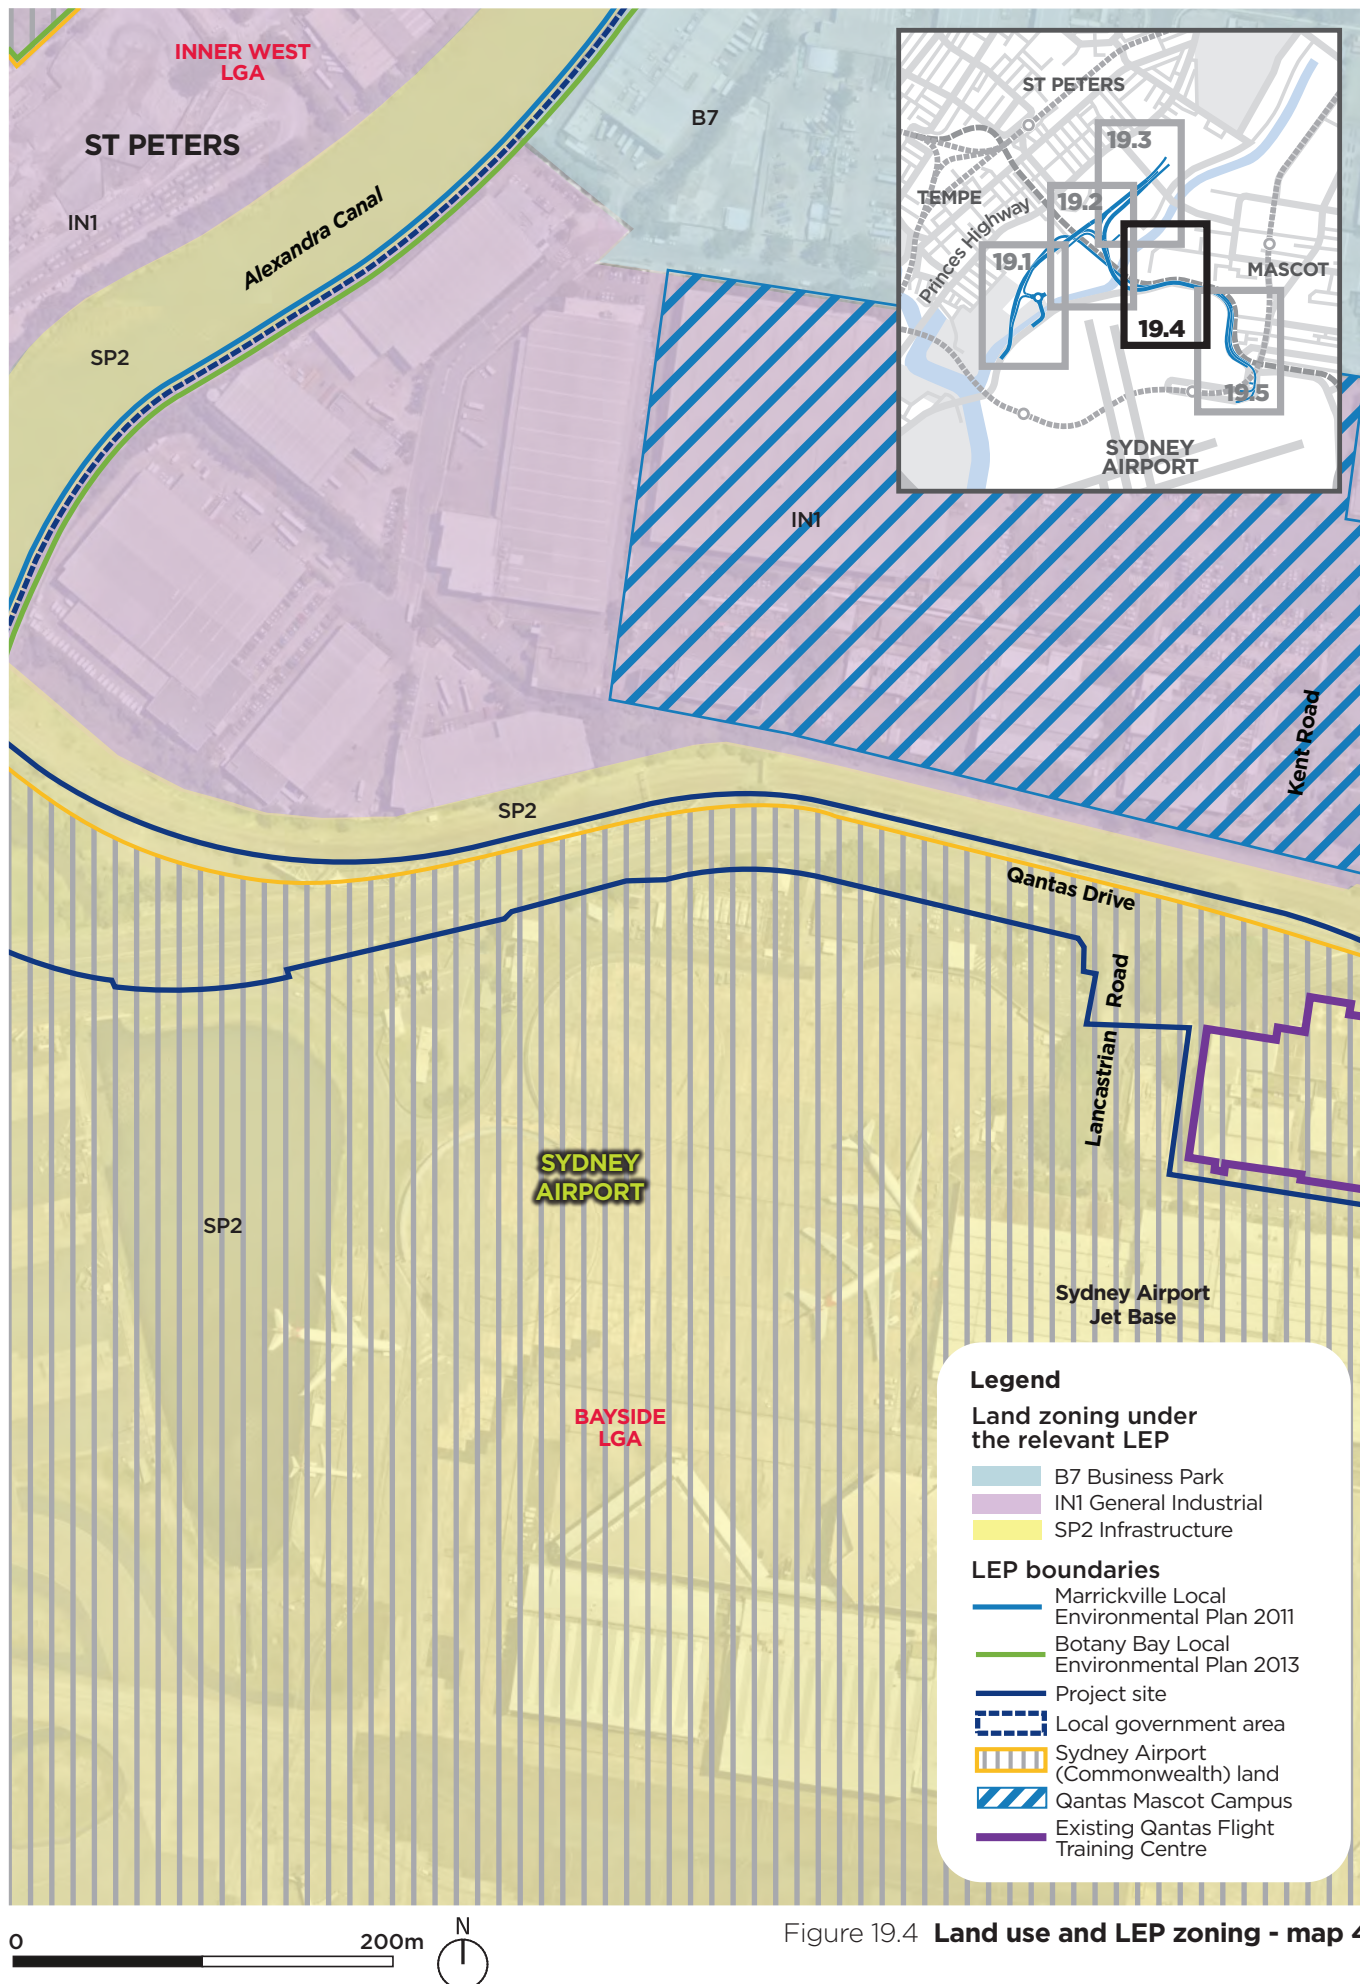 INNER WEST
LGA
ST PETERS
IN1
Alexandra Canal
SP2
B7
ST PETERS
19.3
TEMPE
19.2
Princes Highway
19.1
MASCOT
19.4
19.5
SYDNEY
AIRPORT
IN1
Kent Road
SP2
Qantas Drive
Lancastrian Road
SYDNEY
AIRPORT
SP2
Sydney Airport
Jet Base
BAYSIDE
LGA
Legend
Land zoning under
the relevant LEP
B7 Business Park
IN1 General Industrial
SP2 Infrastructure
LEP boundaries
Marrickville Local
Environmental Plan 2011
Botany Bay Local
Environmental Plan 2013
Project site
Local government area
Sydney Airport
(Commonwealth) land
Qantas Mascot Campus
Existing Qantas Flight
Training Centre
0 200m
N
Figure 19.4 Land use and LEP zoning - map 4